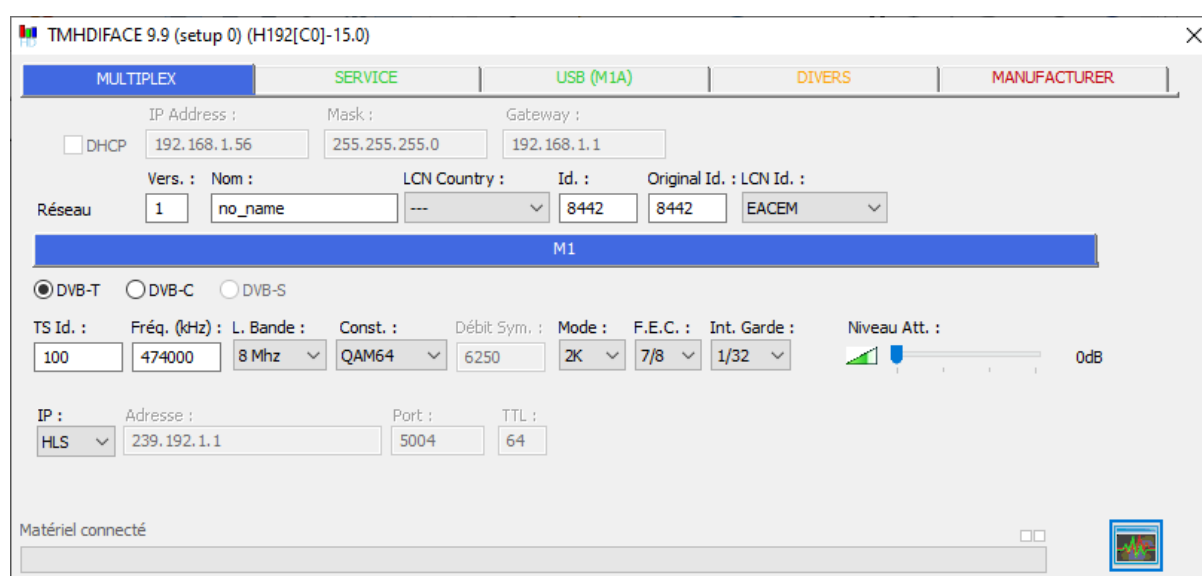 TMHDIFACE 9.9 (setup 0) (H192[C0]-15.0)
MULTIPLEX SERVICE USB (M1A) DIVERS MANUFACTURER
IP Address : Mask : Gateway :
DHCP 192.168.1.56 255.255.255.0 192.168.1.1
Vers. : Nom : LCN Country : Id. : Original Id. : LCN Id. :
Réseau 1 no_name --- 8442 8442 EACEM
M1
DVB-T DVB-C DVB-S
TS Id. : Fréq. (kHz) : L. Bande : Const. : Débit Sym. : Mode : F.E.C. : Int. Garde : Niveau Att. :
100 474000 8 Mhz QAM64 6250 2K 7/8 1/32 0dB
IP : Adresse : Port : TTL :
HLS 239.192.1.1 5004 64
Matériel connecté